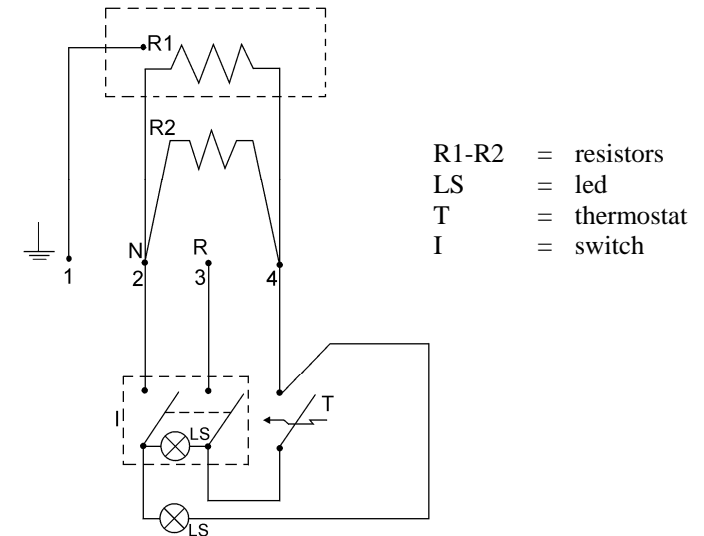 R1
R2
N
R
1
2
3
4
I
LS
T
LS
R1-R2 = resistors
LS = led
T = thermostat
I = switch